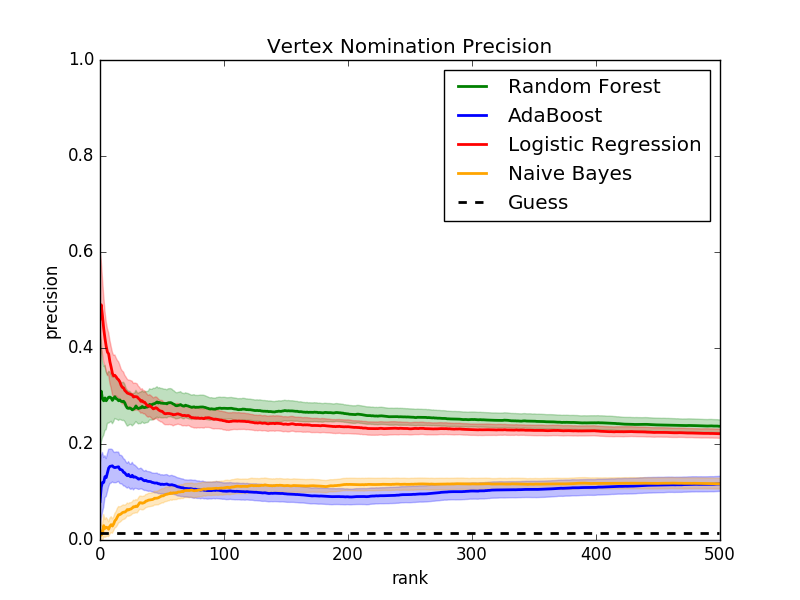 Vertex Nomination Precision
1.0
0.8
0.6
0.4
0.2
0.0
precision
Random Forest
AdaBoost
Logistic Regression
Naive Bayes
Guess
0 100 200 300 400 500
rank